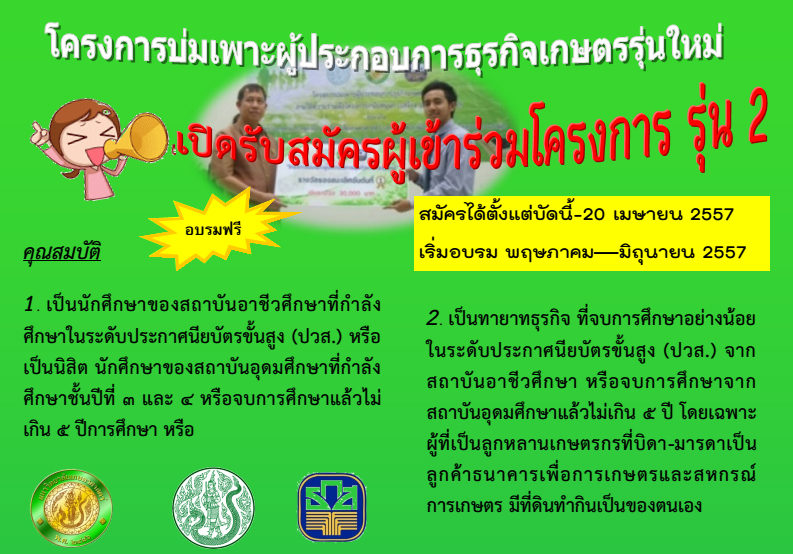 โครงการบ่มเพาะผู้ประกอบการธุรกิจเกษตรรุ่นใหม่
เปิดรับสมัครผู้เข้าร่วมโครงการ รุ่น 2
อบรมฟรี
สมัครได้ตั้งแต่บัดนี้-20 เมษายน 2557
เริ่มอบรม พฤษภาคม—มิถุนายน 2557
คุณสมบัติ
1. เป็นนักศึกษาของสถาบันอาชีวศึกษาที่กำลัง
ศึกษาในระดับประกาศนียบัตรขั้นสูง (ปวส.) หรือ
เป็นนิสิต นักศึกษาของสถาบันอุดมศึกษาที่กำลัง
ศึกษาชั้นปีที่ ๓ และ ๔ หรือจบการศึกษาแล้วไม่
เกิน ๕ ปีการศึกษา หรือ
2. เป็นทายาทธุรกิจ ที่จบการศึกษาอย่างน้อย
ในระดับประกาศนียบัตรขั้นสูง (ปวส.) จาก
สถาบันอาชีวศึกษา หรือจบการศึกษาจาก
สถาบันอุดมศึกษาแล้วไม่เกิน ๕ ปี โดยเฉพาะ
ผู้ที่เป็นลูกหลานเกษตรกรที่บิดา-มารดาเป็น
ลูกค้าธนาคารเพื่อการเกษตรและสหกรณ์
การเกษตร มีที่ดินทำกินเป็นของตนเอง